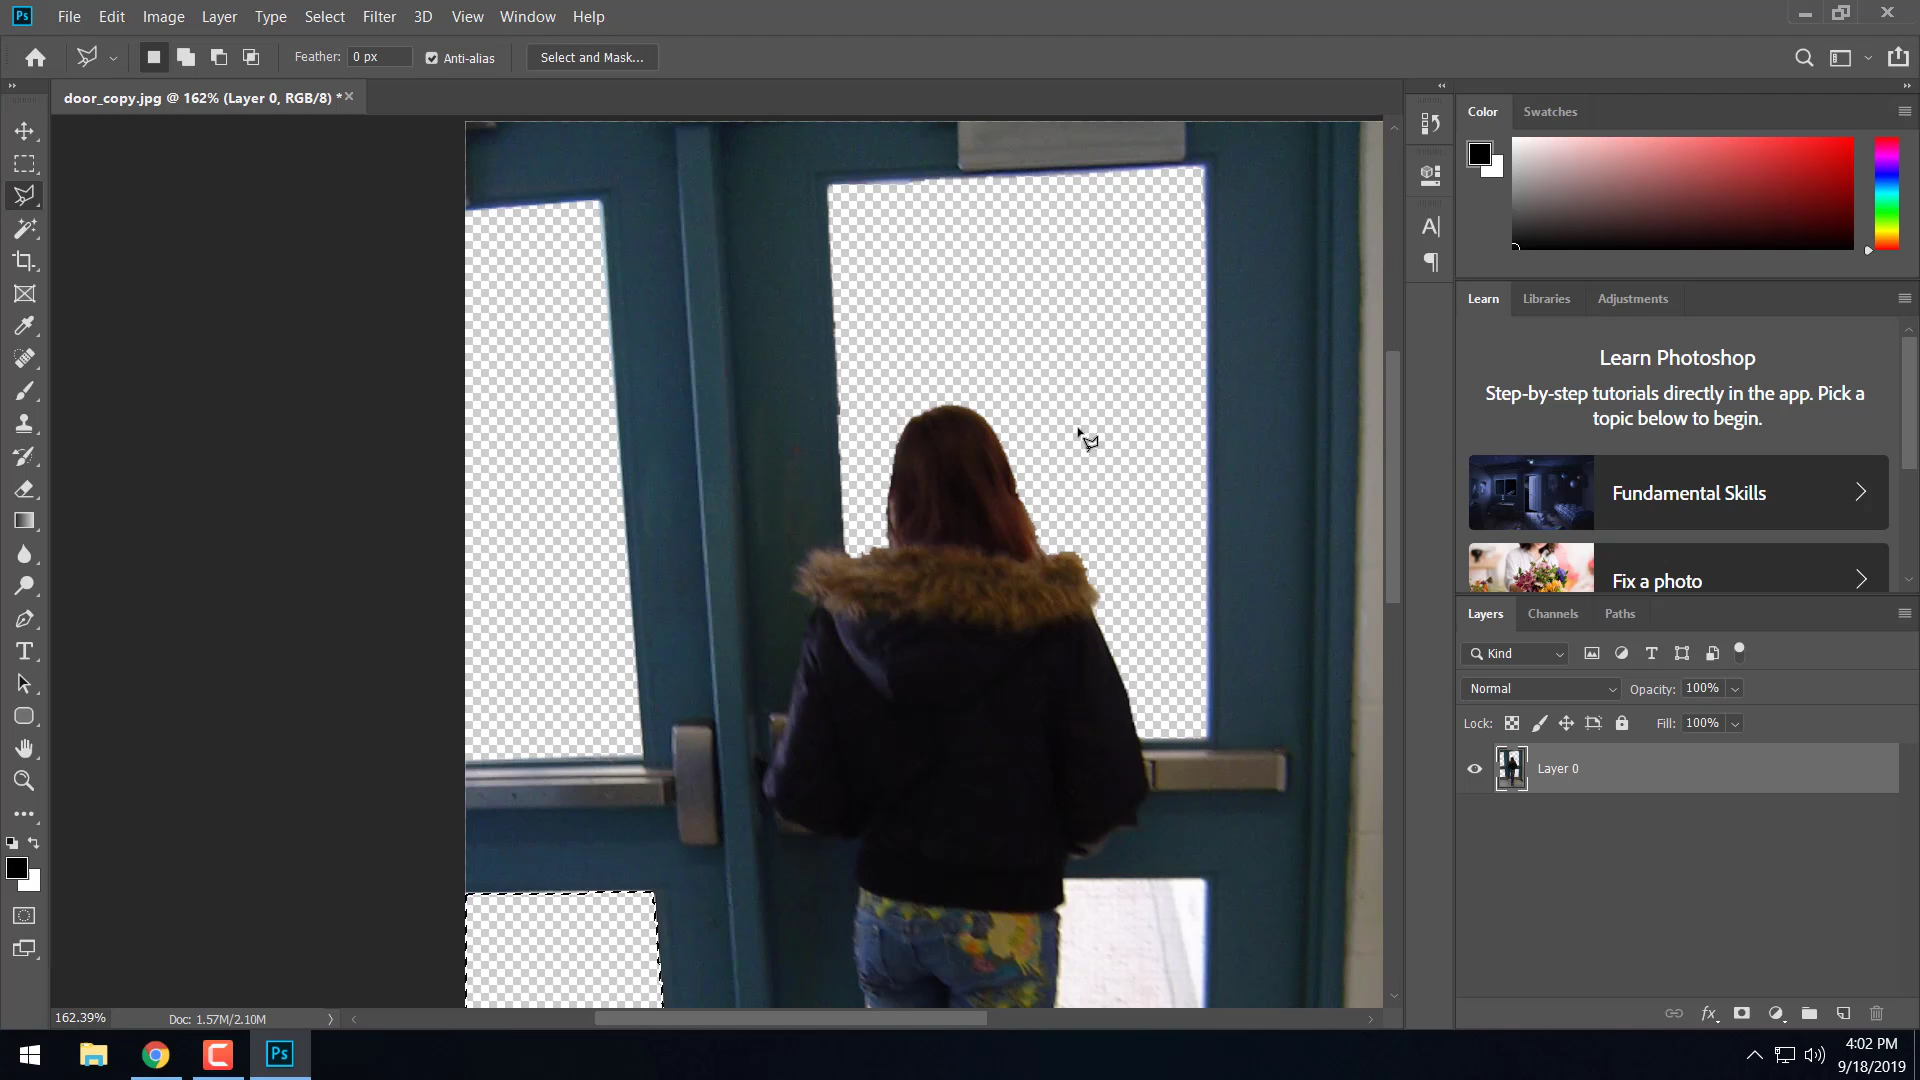 Ps File Edit Image Layer Type Select Filter 3D View Window Help
Feather: 0 px Anti-alias Select and Mask...
door_copy.jpg @ 162% (Layer 0, RGB/8) *
Color Swatches
Learn Libraries Adjustments
Learn Photoshop
Step-by-step tutorials directly in the app. Pick a
topic below to begin.
Fundamental Skills
Fix a photo
Layers Channels Paths
Kind
Normal Opacity: 100%
Lock: Fill: 100%
Layer 0
162.39% Doc: 1.57M/2.10M
fx
Ps
4:02 PM
9/18/2019